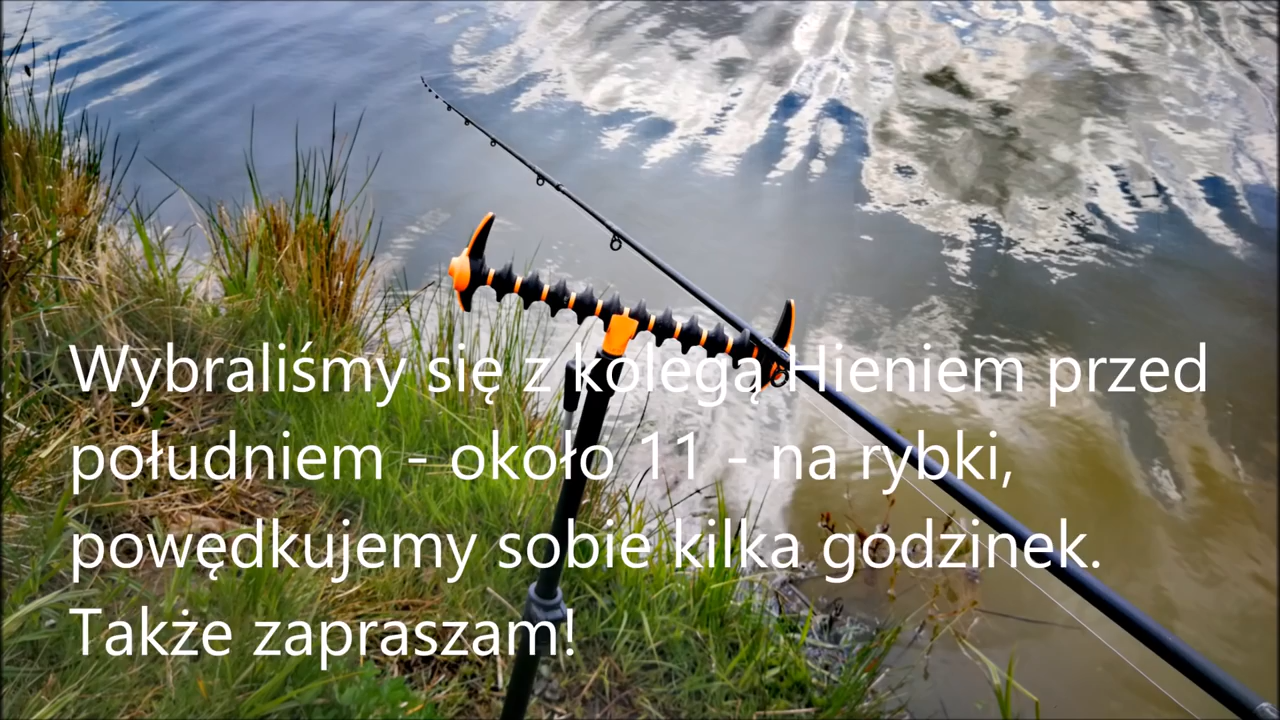 Wybraliśmy się z kolegą Hieniem przed
południem - około 11 - na rybki,
powędkujemy sobie kilka godzinek.
Także zapraszam!